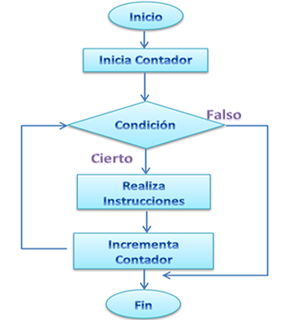 Inicio
Inicia Contador
Condición
Falso
Cierto
Realiza
Instrucciones
Incrementa
Contador
Fin